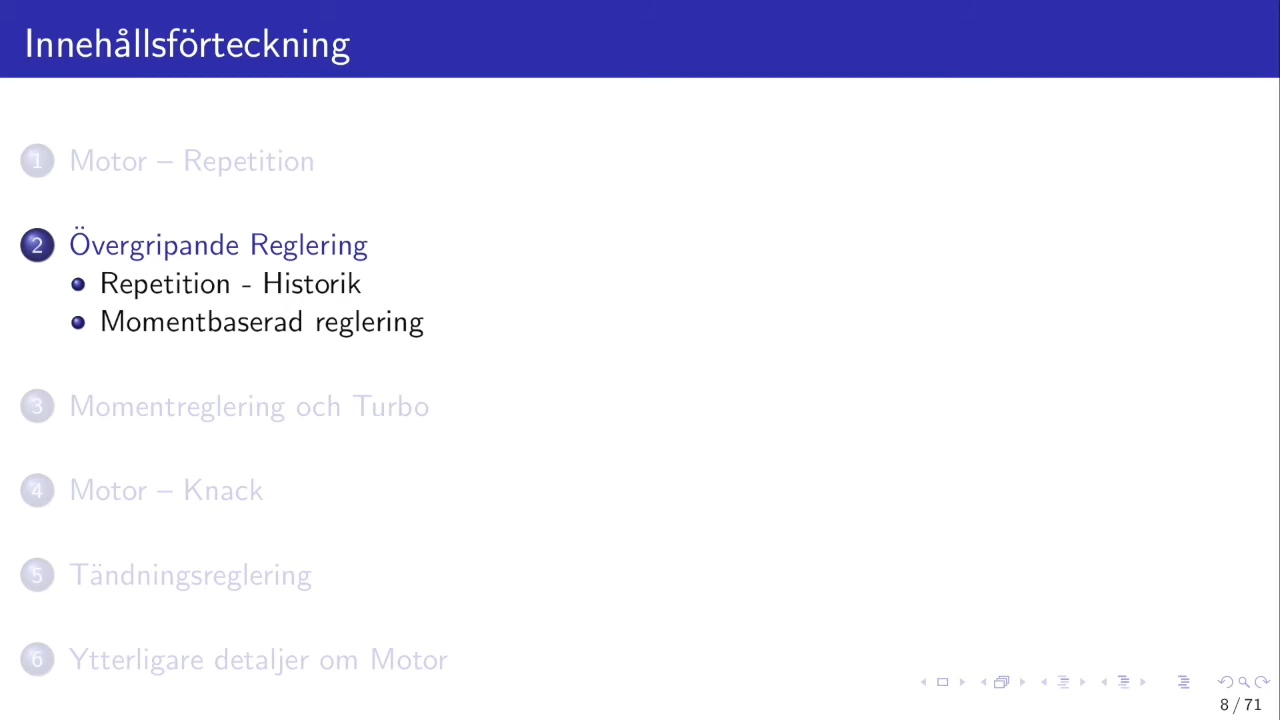 Innehållsförteckning
1 Motor – Repetition
2 Övergripande Reglering
Repetition - Historik
Momentbaserad reglering
3 Momentreglering och Turbo
4 Motor – Knack
5 Tändningsreglering
6 Ytterligare detaljer om Motor
8 / 71